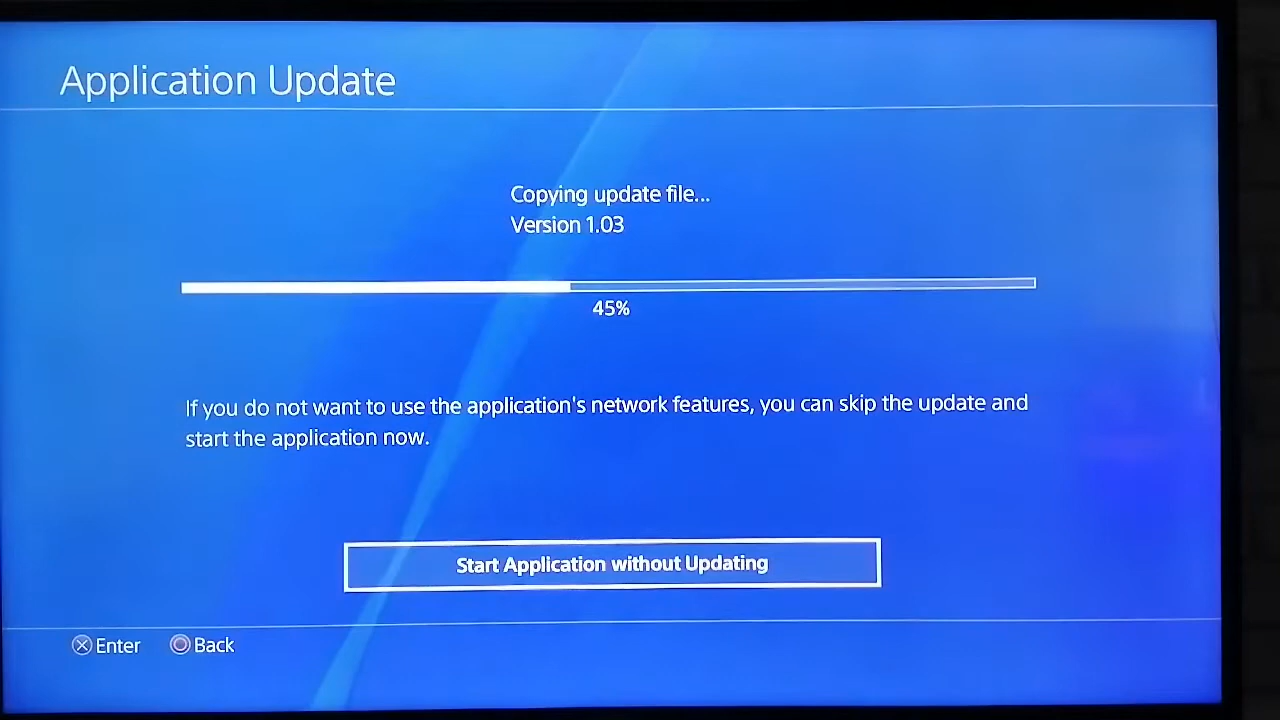 Application Update
Copying update file...
Version 1.03
45%
If you do not want to use the application's network features, you can skip the update and
start the application now.
Start Application without Updating
Enter Back